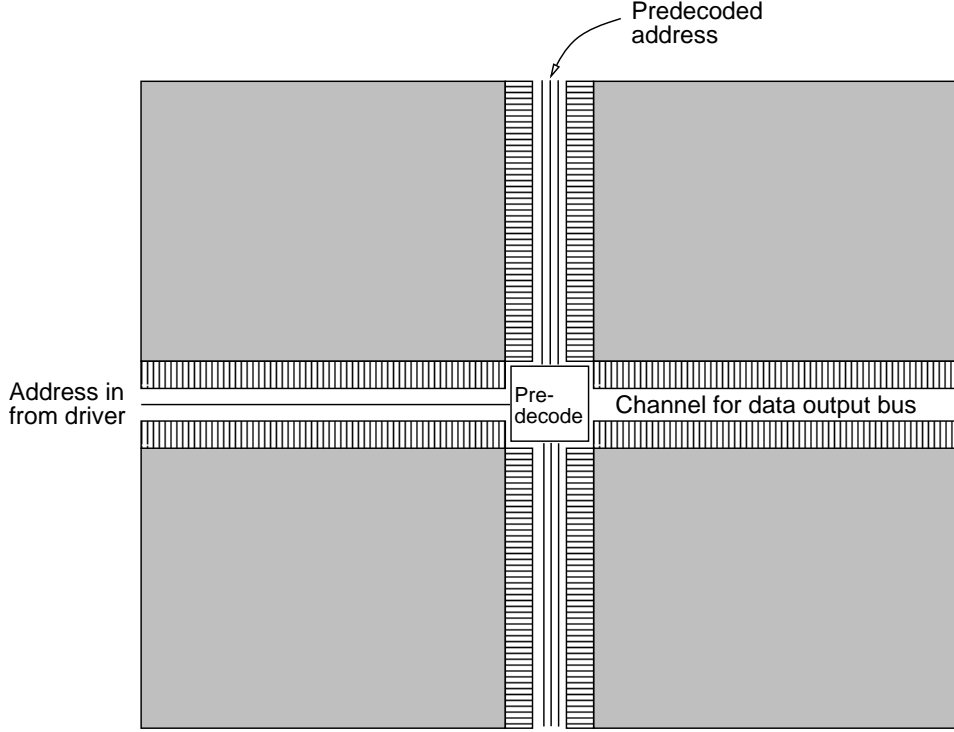 Predecoded
address
Address in
from driver
Pre-
decode
Channel for data output bus